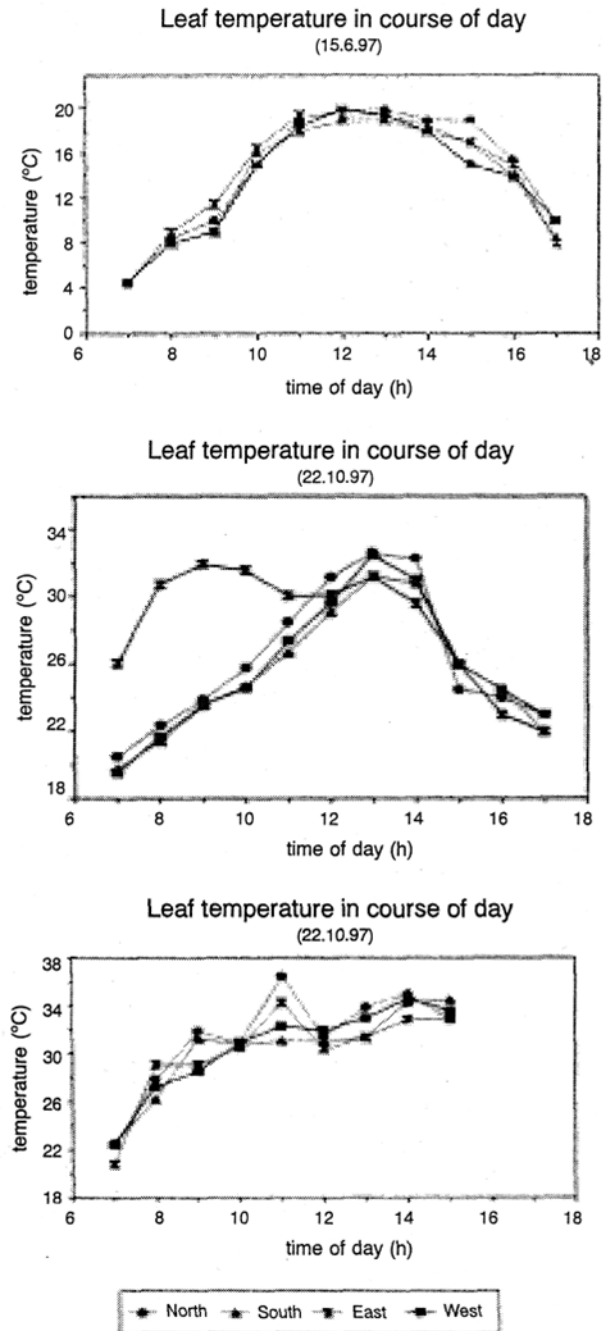 Leaf temperature in course of day
(15.6.97)
20
16
12
8
4
0
temperature (°C)
6 8 10 12 14 16 18
time of day (h)
Leaf temperature in course of day
(22.10.97)
34
30
26
22
18
temperature (°C)
6 8 10 12 14 16 18
time of day (h)
Leaf temperature in course of day
(22.10.97)
38
34
30
26
22
18
temperature (°C)
6 8 10 12 14 16 18
time of day (h)
North South East West